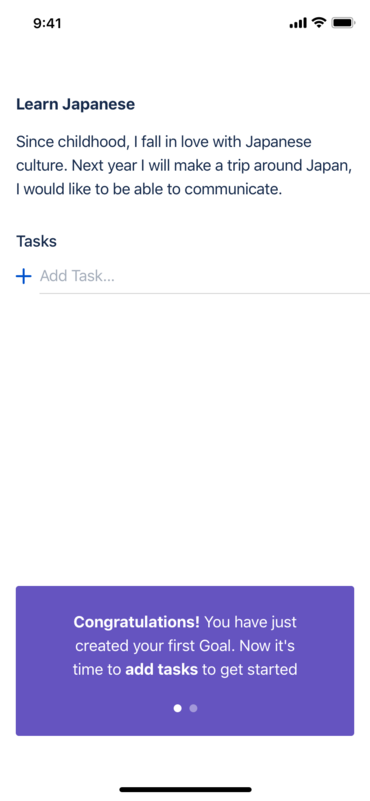 9:41
Learn Japanese
Since childhood, I fall in love with Japanese
culture. Next year I will make a trip around Japan,
I would like to be able to communicate.
Tasks
Add Task...
Congratulations! You have just
created your first Goal. Now it's
time to add tasks to get started